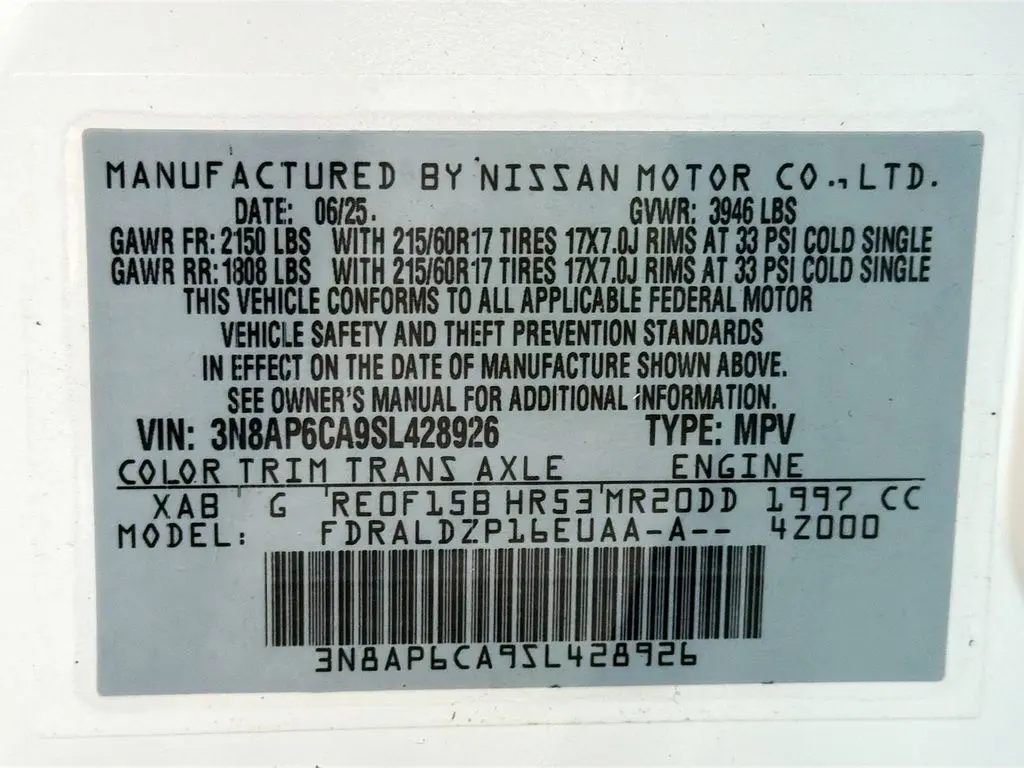 MANUFACTURED BY NISSAN MOTOR CO.,LTD.
DATE: 06/25. GVWR: 3946 LBS
GAWR FR: 2150 LBS WITH 215/60R17 TIRES 17X7.0J RIMS AT 33 PSI COLD SINGLE
GAWR RR: 1808 LBS WITH 215/60R17 TIRES 17X7.0J RIMS AT 33 PSI COLD SINGLE
THIS VEHICLE CONFORMS TO ALL APPLICABLE FEDERAL MOTOR
VEHICLE SAFETY AND THEFT PREVENTION STANDARDS
IN EFFECT ON THE DATE OF MANUFACTURE SHOWN ABOVE.
SEE OWNER'S MANUAL FOR ADDITIONAL INFORMATION.
VIN: 3N8AP6CA9SL428926 TYPE: MPV
COLOR TRIM TRANS AXLE ENGINE
XAB G RE0F15B HR53 MR20DD 1997 CC
MODEL: FDRALDZP16EUAA-A-- 4Z000
3N8AP6CA9SL428926